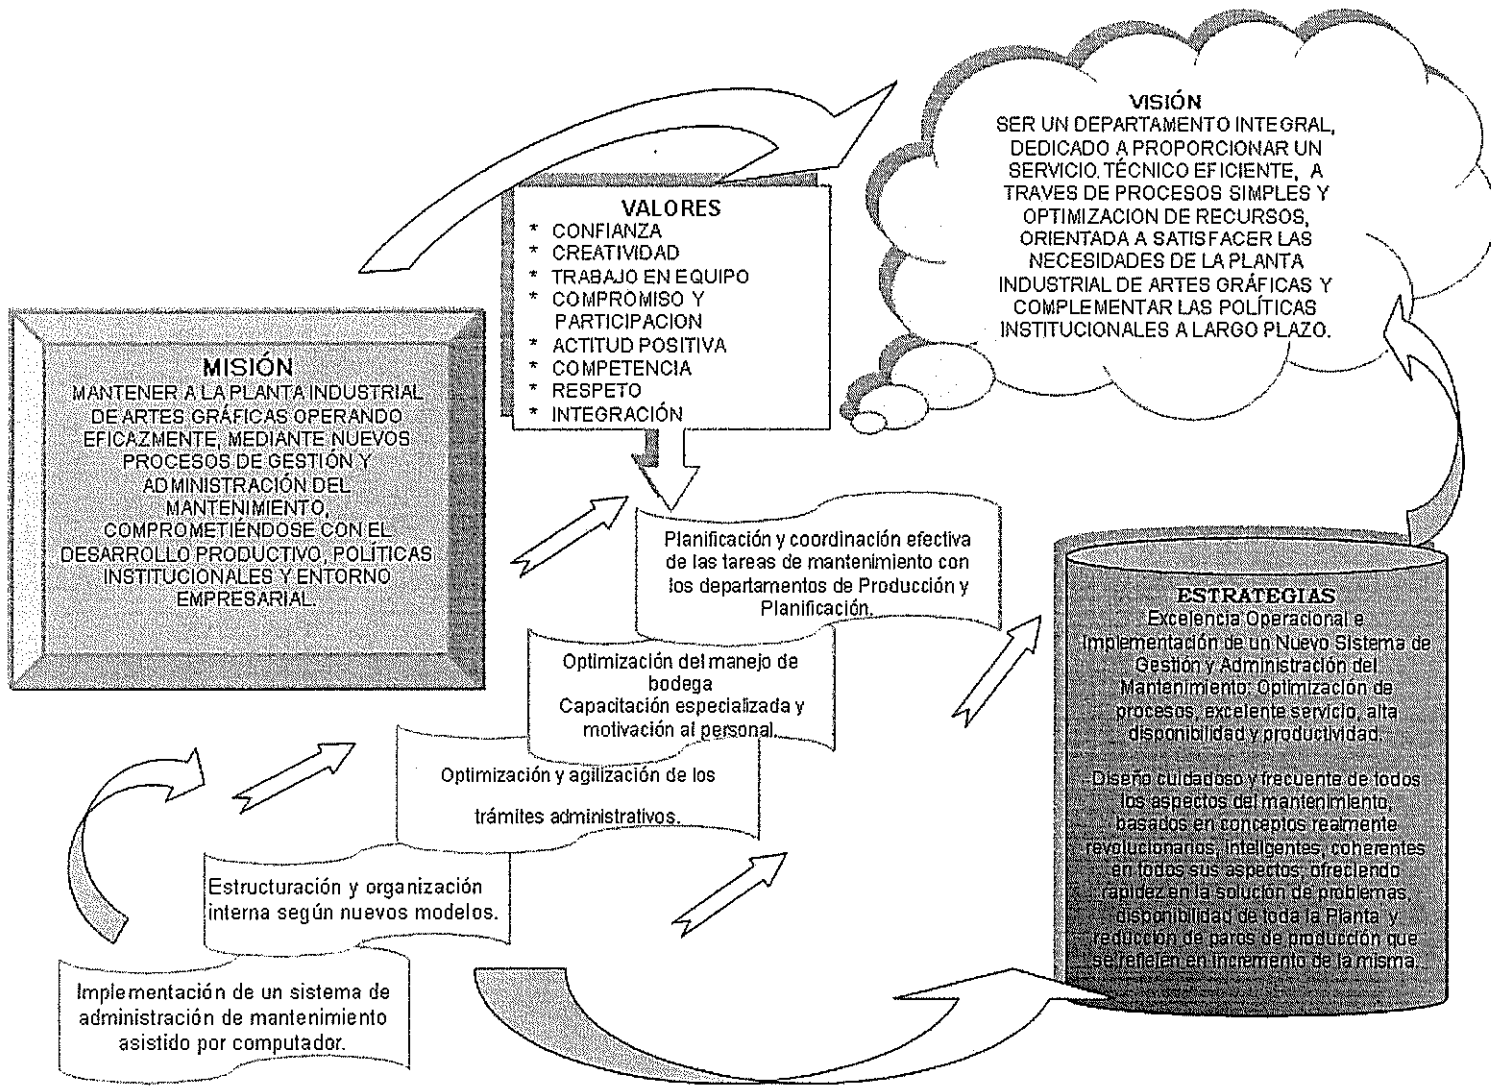 VISIÓN
SER UN DEPARTAMENTO INTEGRAL,
DEDICADO A PROPORCIONAR UN
SERVICIO TÉCNICO EFICIENTE, A
TRAVES DE PROCESOS SIMPLES Y
OPTIMIZACION DE RECURSOS,
ORIENTADA A SATISFACER LAS
NECESIDADES DE LA PLANTA
INDUSTRIAL DE ARTES GRÁFICAS Y
COMPLEMENTAR LAS POLÍTICAS
INSTITUCIONALES A LARGO PLAZO.
VALORES
* CONFIANZA
* CREATIVIDAD
* TRABAJO EN EQUIPO
* COMPROMISO Y
PARTICIPACION
* ACTITUD POSITIVA
* COMPETENCIA
* RESPETO
* INTEGRACIÓN
MISIÓN
MANTENER A LA PLANTA INDUSTRIAL
DE ARTES GRÁFICAS OPERANDO
EFICAZMENTE, MEDIANTE NUEVOS
PROCESOS DE GESTIÓN Y
ADMINISTRACIÓN DEL
MANTENIMIENTO,
COMPROMETIÉNDOSE CON EL
DESARROLLO PRODUCTIVO, POLÍTICAS
INSTITUCIONALES Y ENTORNO
EMPRESARIAL.
Planificación y coordinación efectiva
de las tareas de mantenimiento con
los departamentos de Producción y
Planificación.
Optimización del manejo de
bodega
Capacitación especializada y
motivación al personal.
Optimización y agilización de los
trámites administrativos.
Estructuración y organización
interna según nuevos modelos.
Implementación de un sistema de
administración de mantenimiento
asistido por computador.
ESTRATEGIAS
Excelencia Operacional e
Implementación de un Nuevo Sistema de
Gestión y Administración del
Mantenimiento: Optimización de
procesos, excelente servicio, alta
disponibilidad y productividad.
-Diseño cuidadoso y frecuente de todos
los aspectos del mantenimiento,
basados en conceptos realmente
revolucionarios, inteligentes, coherentes
en todos sus aspectos; ofreciendo
rapidez en la solución de problemas,
disponibilidad de toda la Planta y
reducción de paros de producción que
se reflejen en incremento de la misma.